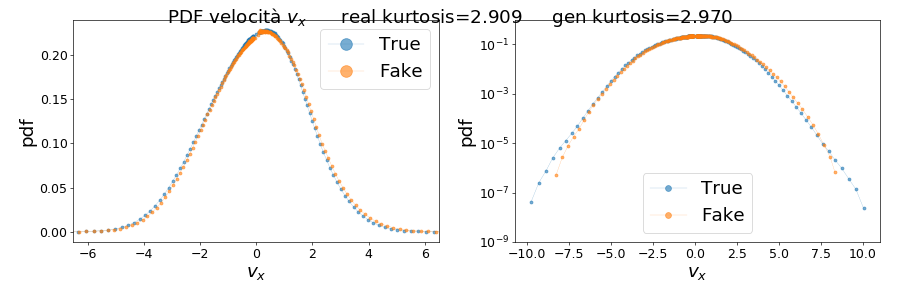 PDF velocità vₓ real kurtosis=2.909 gen kurtosis=2.970
0.20
0.15
0.10
0.05
0.00
pdf
True
Fake
−6 −4 −2 0 2 4 6
vₓ
10⁻¹
10⁻³
10⁻⁵
10⁻⁷
10⁻⁹
pdf
True
Fake
−10.0 −7.5 −5.0 −2.5 0.0 2.5 5.0 7.5 10.0
vₓ